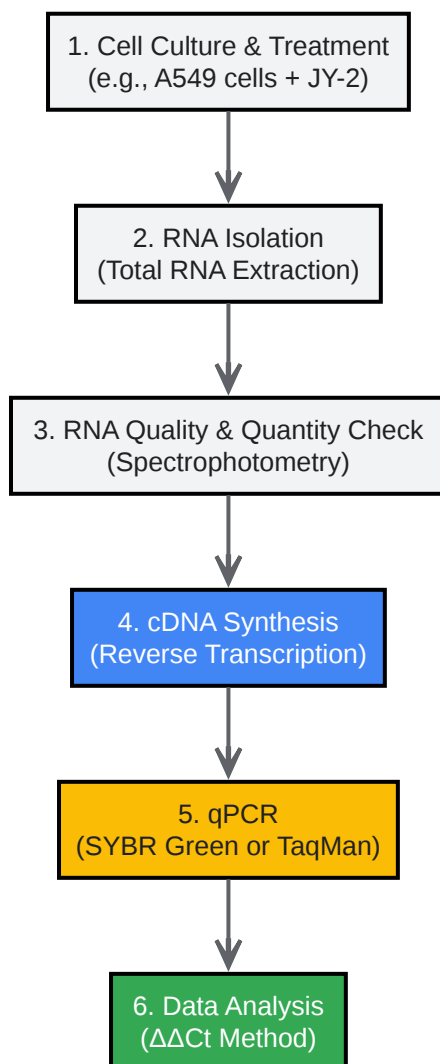 1. Cell Culture & Treatment
(e.g., A549 cells + JY-2)
2. RNA Isolation
(Total RNA Extraction)
3. RNA Quality & Quantity Check
(Spectrophotometry)
4. cDNA Synthesis
(Reverse Transcription)
5. qPCR
(SYBR Green or TaqMan)
6. Data Analysis
(ΔΔCt Method)